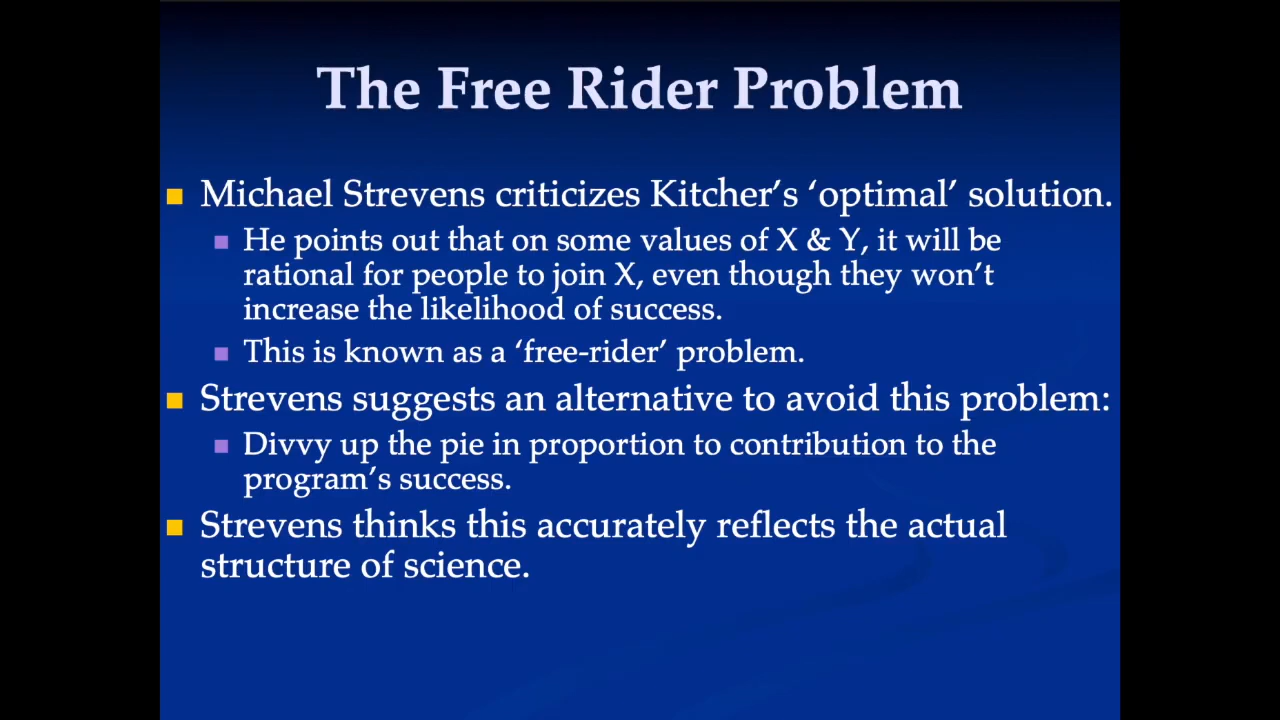 The Free Rider Problem
Michael Strevens criticizes Kitcher’s ‘optimal’ solution.
He points out that on some values of X & Y, it will be
rational for people to join X, even though they won’t
increase the likelihood of success.
This is known as a ‘free-rider’ problem.
Strevens suggests an alternative to avoid this problem:
Divvy up the pie in proportion to contribution to the
program’s success.
Strevens thinks this accurately reflects the actual
structure of science.